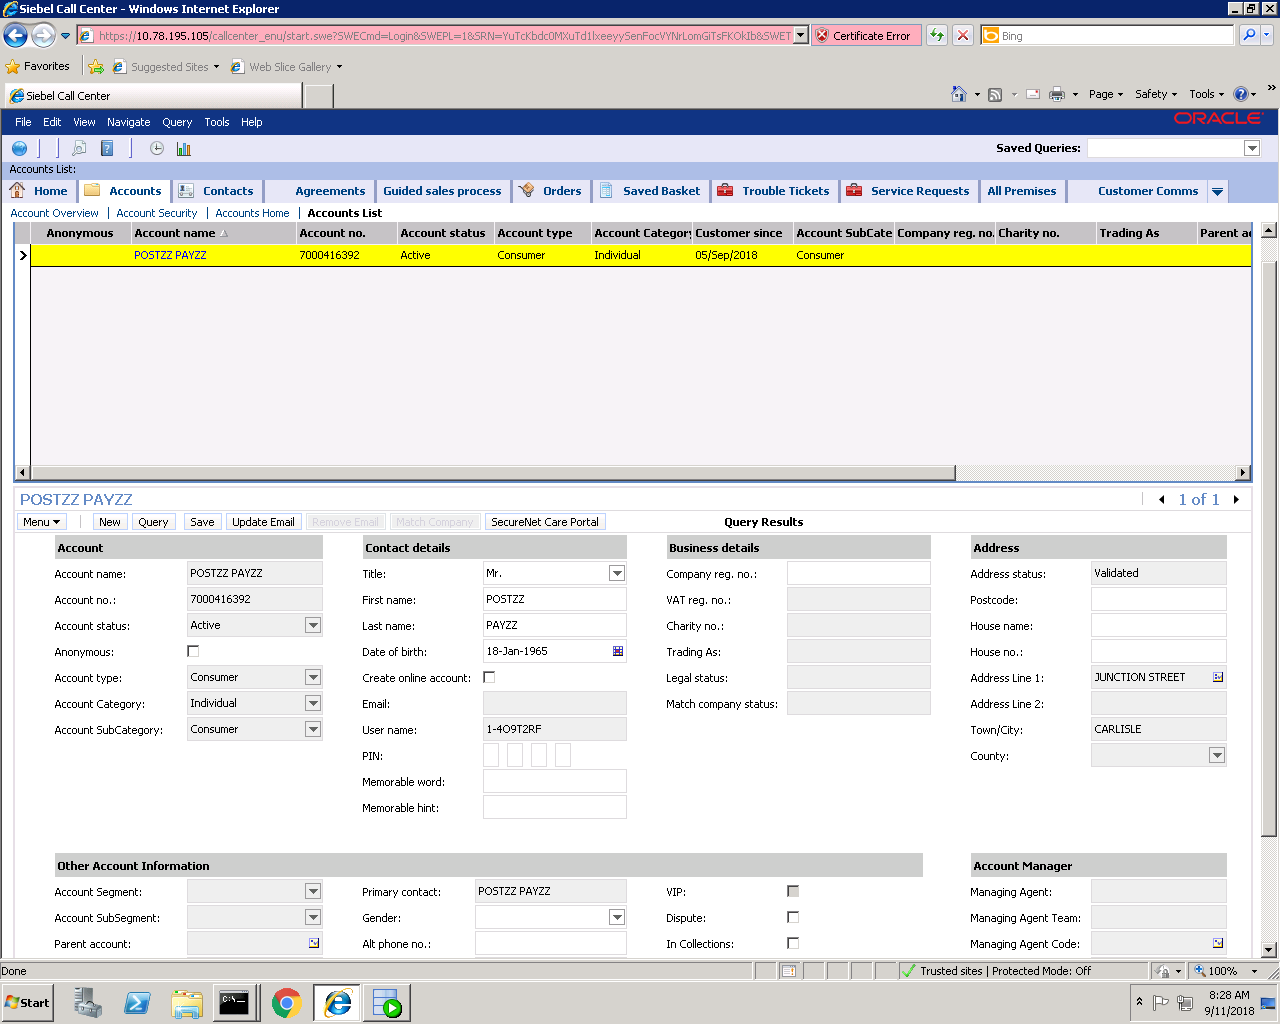 Siebel Call Center - Windows Internet Explorer
https://10.78.195.105/callcenter_enu/start.swe?SWECmd=Login&SWEPL=1&SRN= Certificate Error Bing
Favorites Suggested Sites Web Slice Gallery
Siebel Call Center Page Safety Tools
File Edit View Navigate Query Tools Help ORACLE
Saved Queries:
Accounts List:
Home Accounts Contacts Agreements Guided sales process Orders Saved Basket Trouble Tickets Service Requests All Premises Customer Comms
Account Overview Account Security Accounts Home Accounts List
Anonymous Account name Account no. Account status Account type Account Category Customer since Account SubCate Company reg. no. Charity no. Trading As Parent ac
POSTZZ PAYZZ 7000416392 Active Consumer Individual 05/Sep/2018 Consumer
POSTZZ PAYZZ 1 of 1
Menu New Query Save Update Email Remove Email Match Company SecureNet Care Portal Query Results
Account Contact details Business details Address
Account name: POSTZZ PAYZZ Title: Mr. Company reg. no.: Address status: Validated
Account no.: 7000416392 First name: POSTZZ VAT reg. no.: Postcode:
Account status: Active Last name: PAYZZ Charity no.: House name:
Anonymous: Date of birth: 18-Jan-1965 Trading As: House no.:
Account type: Consumer Create online account: Legal status: Address Line 1: JUNCTION STREET
Account Category: Individual Email: Match company status: Address Line 2:
Account SubCategory: Consumer User name: 1-4O9T2RF Town/City: CARLISLE
PIN: County:
Memorable word:
Memorable hint:
Other Account Information Account Manager
Account Segment: Primary contact: POSTZZ PAYZZ VIP: Managing Agent:
Account SubSegment: Gender: Dispute: Managing Agent Team:
Parent account: Alt phone no.: In Collections: Managing Agent Code:
Done Trusted sites | Protected Mode: Off 100%
Start 8:28 AM
9/11/2018